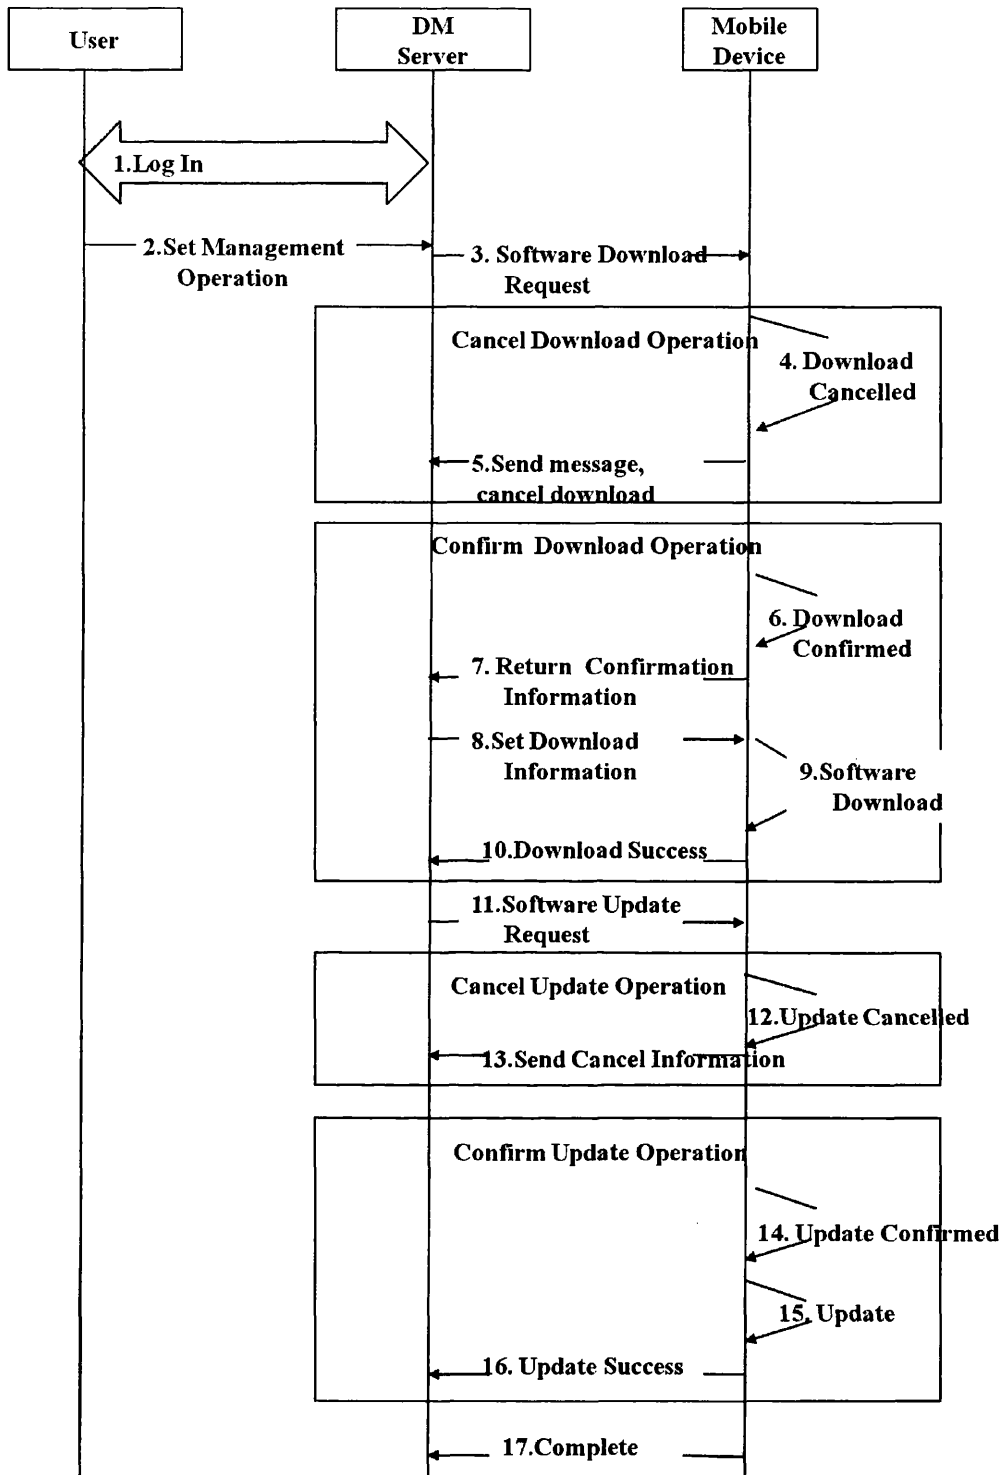 User
DM
Server
Mobile
Device
1.Log In
2.Set Management
Operation
3. Software Download
Request
Cancel Download Operation
4. Download
Cancelled
5.Send message,
cancel download
Confirm Download Operation
6. Download
Confirmed
7. Return Confirmation
Information
8.Set Download
Information
9.Software
Download
10.Download Success
11.Software Update
Request
Cancel Update Operation
12.Update Cancelled
13.Send Cancel Information
Confirm Update Operation
14. Update Confirmed
15. Update
16. Update Success
17.Complete